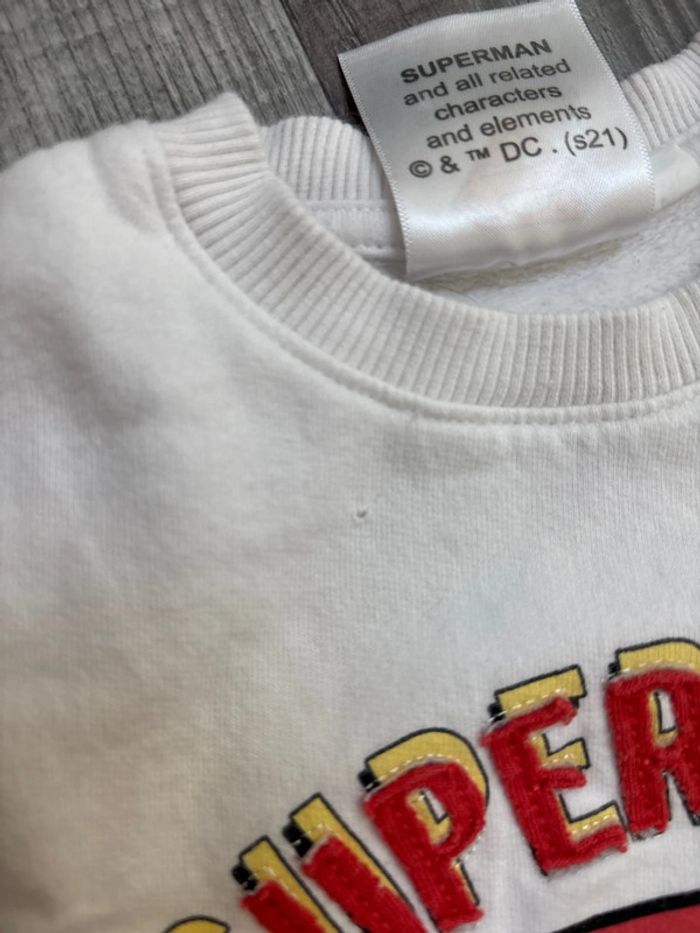 SUPERMAN
and all related
characters
and elements
© & ™ DC . (s21)
SUPER